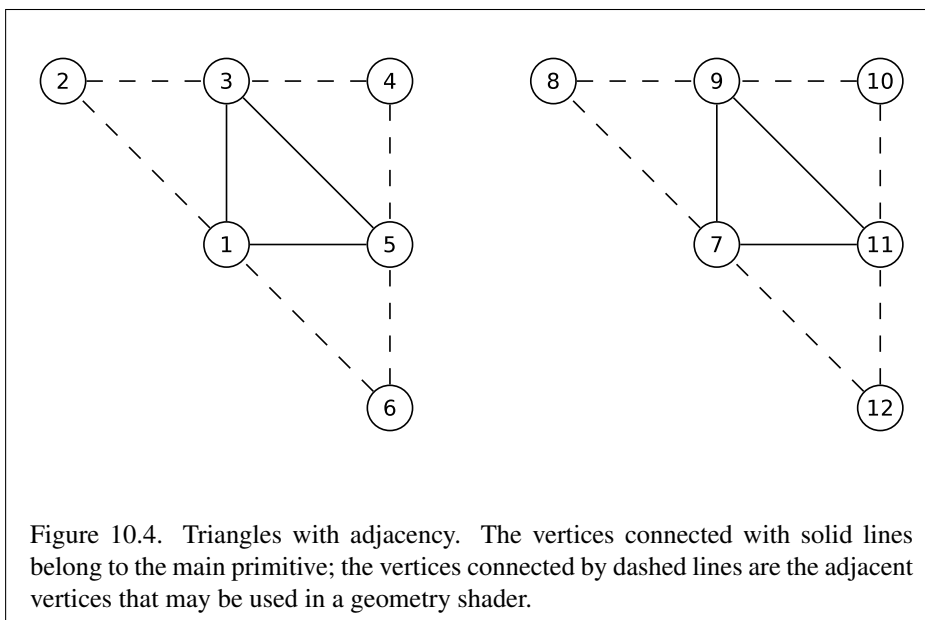 2 3 4 8 9 10
1 5 7 11
6 12
Figure 10.4. Triangles with adjacency. The vertices connected with solid lines
belong to the main primitive; the vertices connected by dashed lines are the adjacent
vertices that may be used in a geometry shader.